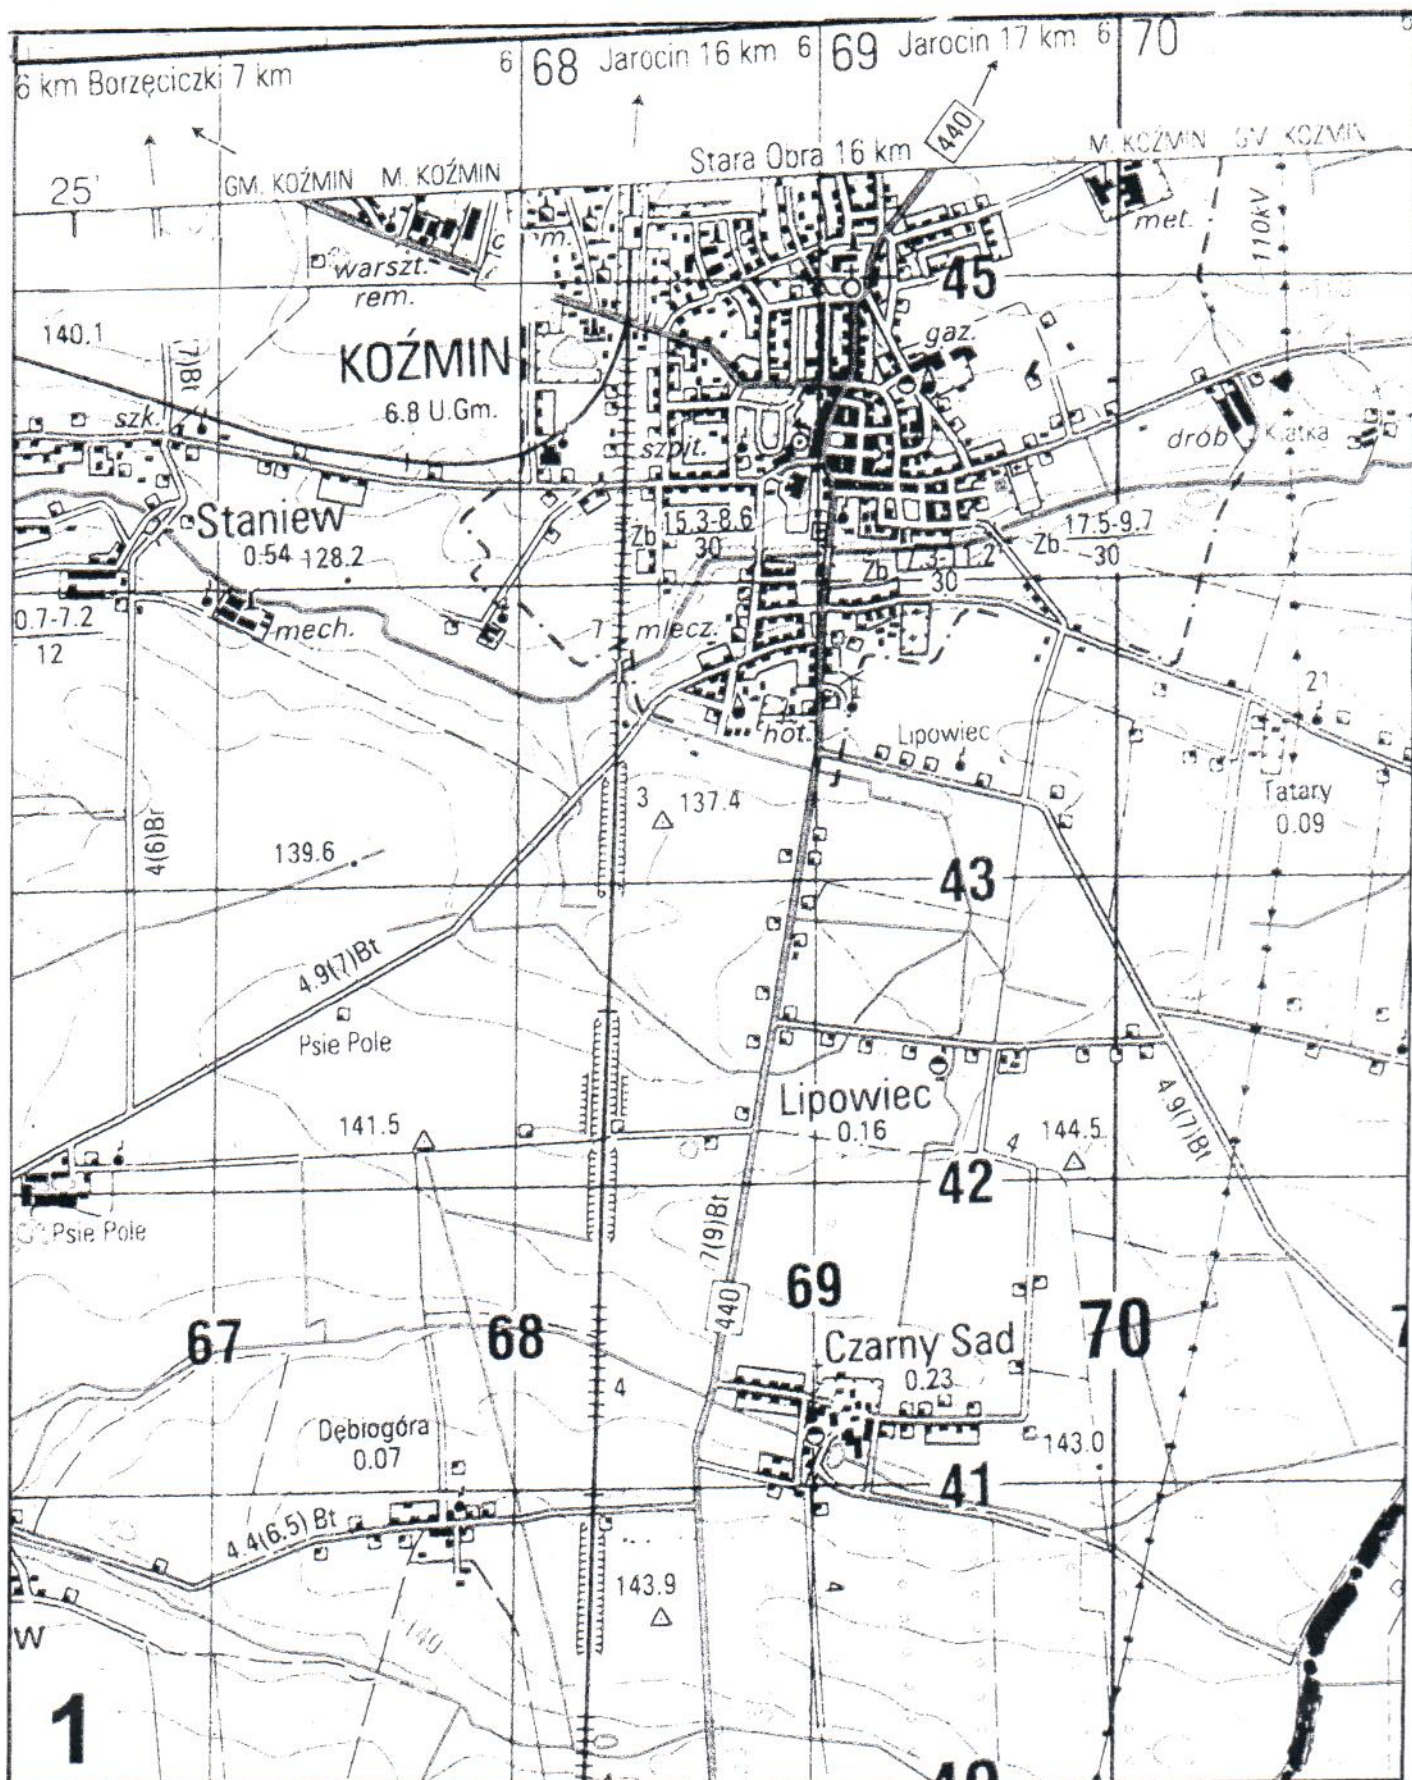 6 68 Jarocin 16 km 6 69 Jarocin 17 km 6 70
6 km Borzęciczki 7 km
440
Stara Obra 16 km
M. KOŹMIN GM. KOŹMIN
25' GM. KOŹMIN M. KOŹMIN
met.
110kV
warszt.
rem.
45
140.1
KOŹMIN
gaz.
(7)Bt
6.8 U.Gm.
szk.
szpit.
drób
Klatka
Staniew
15.3-8.6
30
17.5-9.7
30
0.54 128.2
Zb
Zb
Zb
30
0.7-7.2
12
mech.
7
mlecz.
21
hot.
Lipowiec
3 137.4
Tatary
0.09
4(6)Br
139.6
43
4.9(7)Bt
Psie Pole
Lipowiec
0.16
4.9(7)Bt
141.5
4 144.5
42
Psie Pole
7(9)Bt
69
440
67 68 70
Czarny Sad
0.23
4
Dębiogóra
0.07
143.0
41
4.4(6.5) Bt
143.9
4
W
140
1